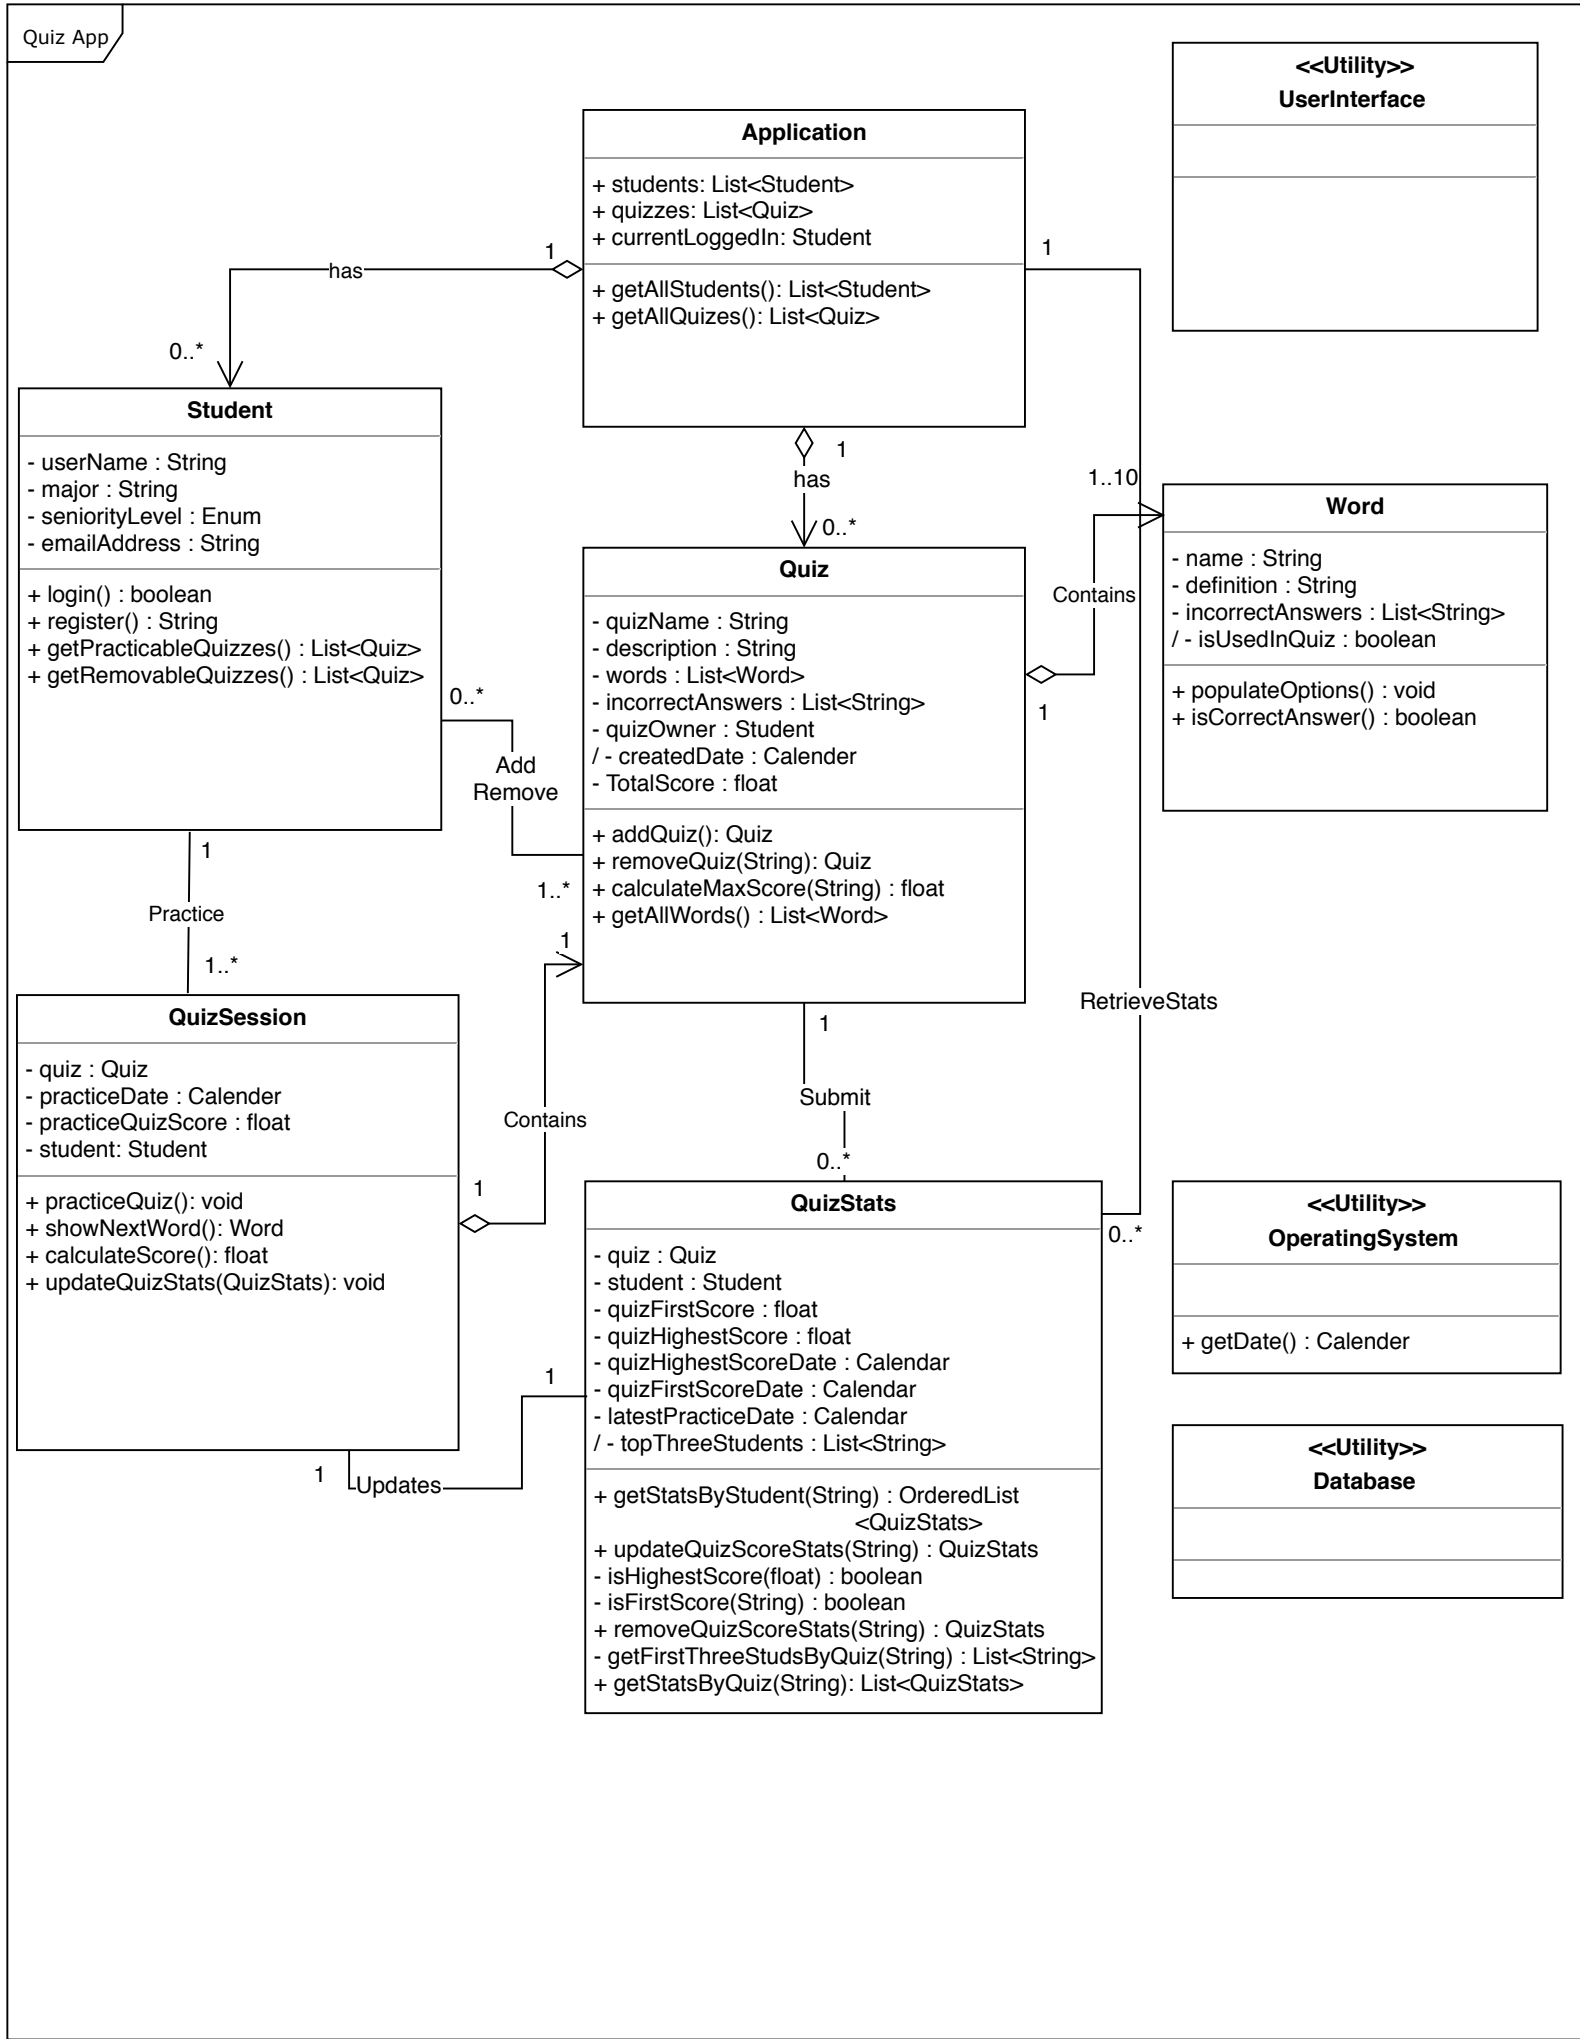 Quiz App
<<Utility>>
UserInterface
Application
+ students: List<Student>
+ quizzes: List<Quiz>
+ currentLoggedIn: Student
+ getAllStudents(): List<Student>
+ getAllQuizes(): List<Quiz>
1
has
0..*
1
1
has
0..*
Student
- userName : String
- major : String
- seniorityLevel : Enum
- emailAddress : String
+ login() : boolean
+ register() : String
+ getPracticableQuizzes() : List<Quiz>
+ getRemovableQuizzes() : List<Quiz>
0..*
Add
Remove
1..*
Quiz
- quizName : String
- description : String
- words : List<Word>
- incorrectAnswers : List<String>
- quizOwner : Student
/ - createdDate : Calender
- TotalScore : float
+ addQuiz(): Quiz
+ removeQuiz(String): Quiz
+ calculateMaxScore(String) : float
+ getAllWords() : List<Word>
1..10
Contains
1
Word
- name : String
- definition : String
- incorrectAnswers : List<String>
/ - isUsedInQuiz : boolean
+ populateOptions() : void
+ isCorrectAnswer() : boolean
1
Practice
1..*
1
Contains
1
QuizSession
- quiz : Quiz
- practiceDate : Calender
- practiceQuizScore : float
- student: Student
+ practiceQuiz(): void
+ showNextWord(): Word
+ calculateScore(): float
+ updateQuizStats(QuizStats): void
1
Submit
0..*
RetrieveStats
0..*
1
Updates
1
QuizStats
- quiz : Quiz
- student : Student
- quizFirstScore : float
- quizHighestScore : float
- quizHighestScoreDate : Calendar
- quizFirstScoreDate : Calendar
- latestPracticeDate : Calendar
/ - topThreeStudents : List<String>
+ getStatsByStudent(String) : OrderedList
<QuizStats>
+ updateQuizScoreStats(String) : QuizStats
- isHighestScore(float) : boolean
- isFirstScore(String) : boolean
+ removeQuizScoreStats(String) : QuizStats
- getFirstThreeStudsByQuiz(String) : List<String>
+ getStatsByQuiz(String): List<QuizStats>
<<Utility>>
OperatingSystem
+ getDate() : Calender
<<Utility>>
Database